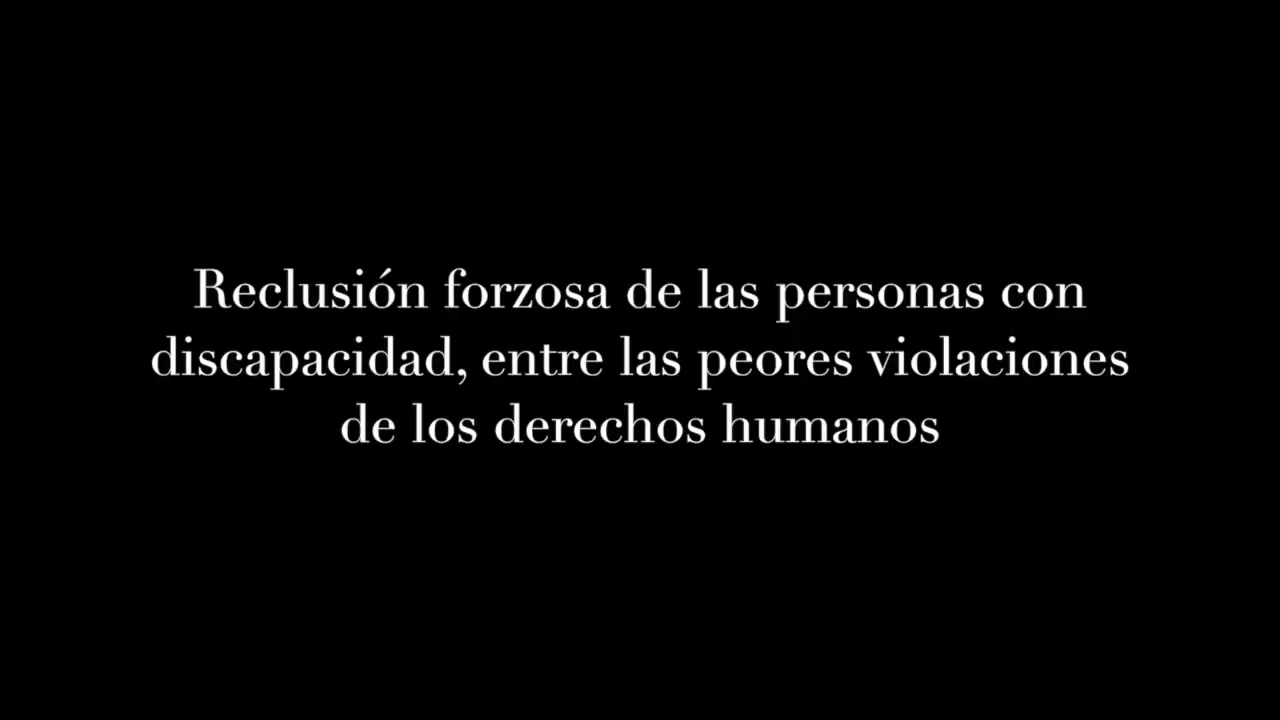 Reclusión forzosa de las personas con
discapacidad, entre las peores violaciones
de los derechos humanos